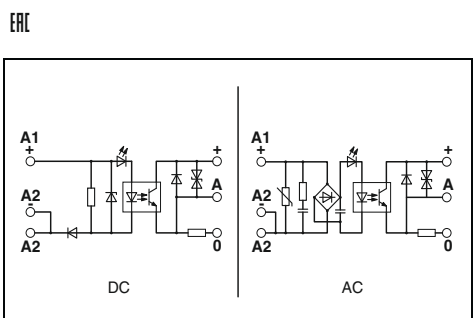 EAC
A1 + + A1 + +
A2 - A A2 - A
A2 0 A2 0
DC AC